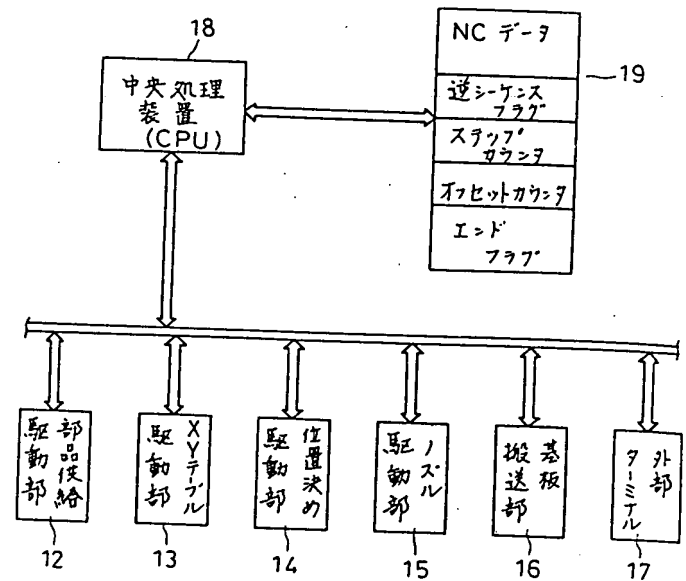 18
中央処理
装置
(CPU)
NC データ
19
逆シーケンス
フラグ
ステップ
カウンタ
オフセットカウンタ
エンド
フラグ
部品供給
駆動部
12
XYテーブル
駆動部
13
位置決め
駆動部
14
ノズル
駆動部
15
基板
搬送部
16
外部
ターミナル
17